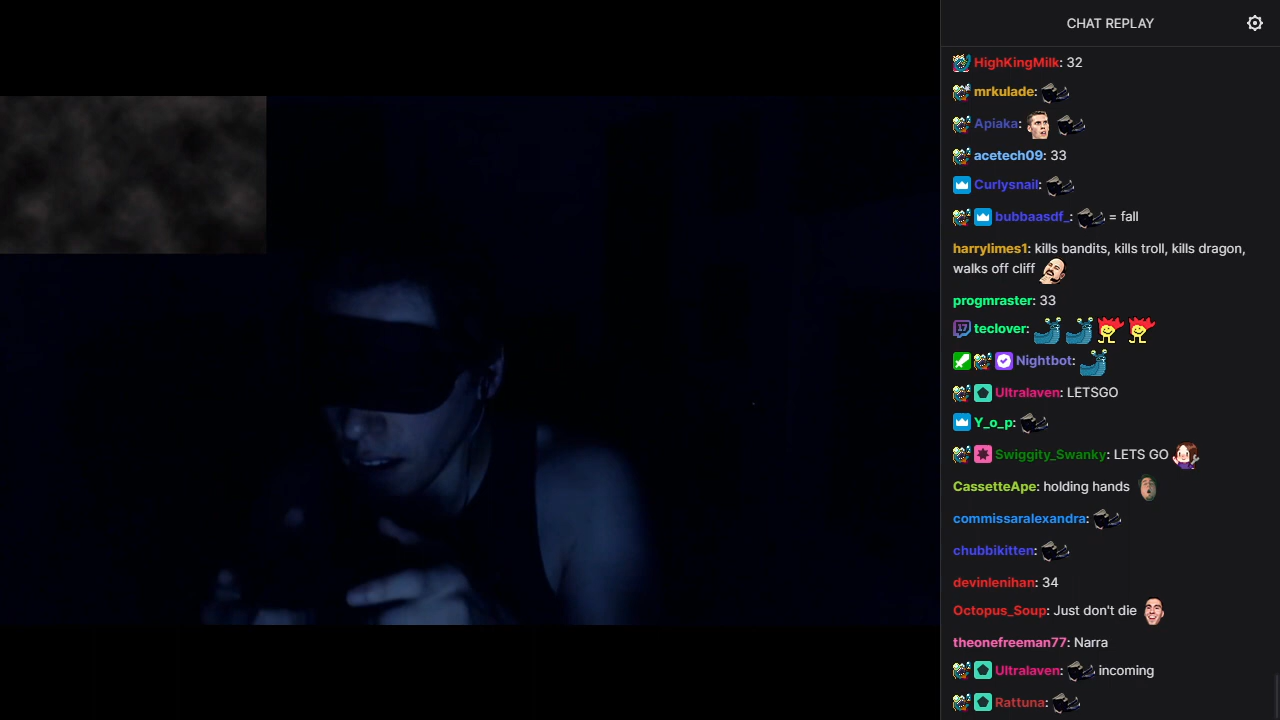 CHAT REPLAY
HighKingMilk: 32
mrkulade:
Apiaka:
acetech09: 33
Curlysnail:
bubbaasdf_: = fall
harrylimes1: kills bandits, kills troll, kills dragon,
walks off cliff
progmraster: 33
17 teclover:
Nightbot:
Ultralaven: LETSGO
Y_o_p:
Swiggity_Swanky: LETS GO
CassetteApe: holding hands
commissaralexandra:
chubbikitten:
devinlenihan: 34
Octopus_Soup: Just don't die
theonefreeman77: Narra
Ultralaven: incoming
Rattuna: